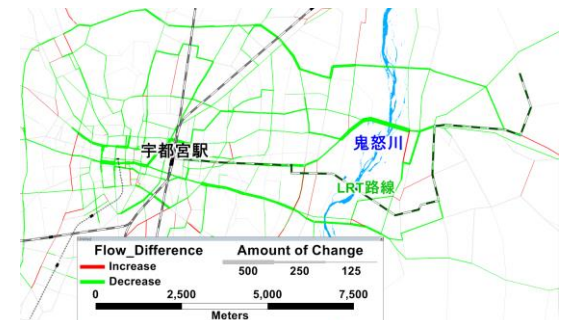 宇都宮駅
鬼怒川
LRT路線
Flow_Difference
Increase
Decrease
Amount of Change
500 250 125
0 2,500 5,000 7,500
Meters